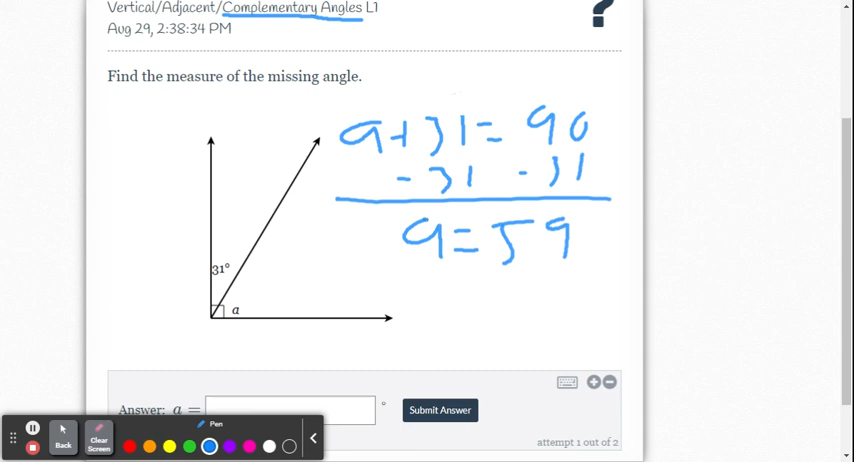 Vertical/Adjacent/Complementary Angles L1
Aug 29, 2:38:34 PM
?
Find the measure of the missing angle.
a+31=90
-31 -31
a=59
31°
a
Answer: a = °
Submit Answer
attempt 1 out of 2
Pen
Back
Clear
Screen